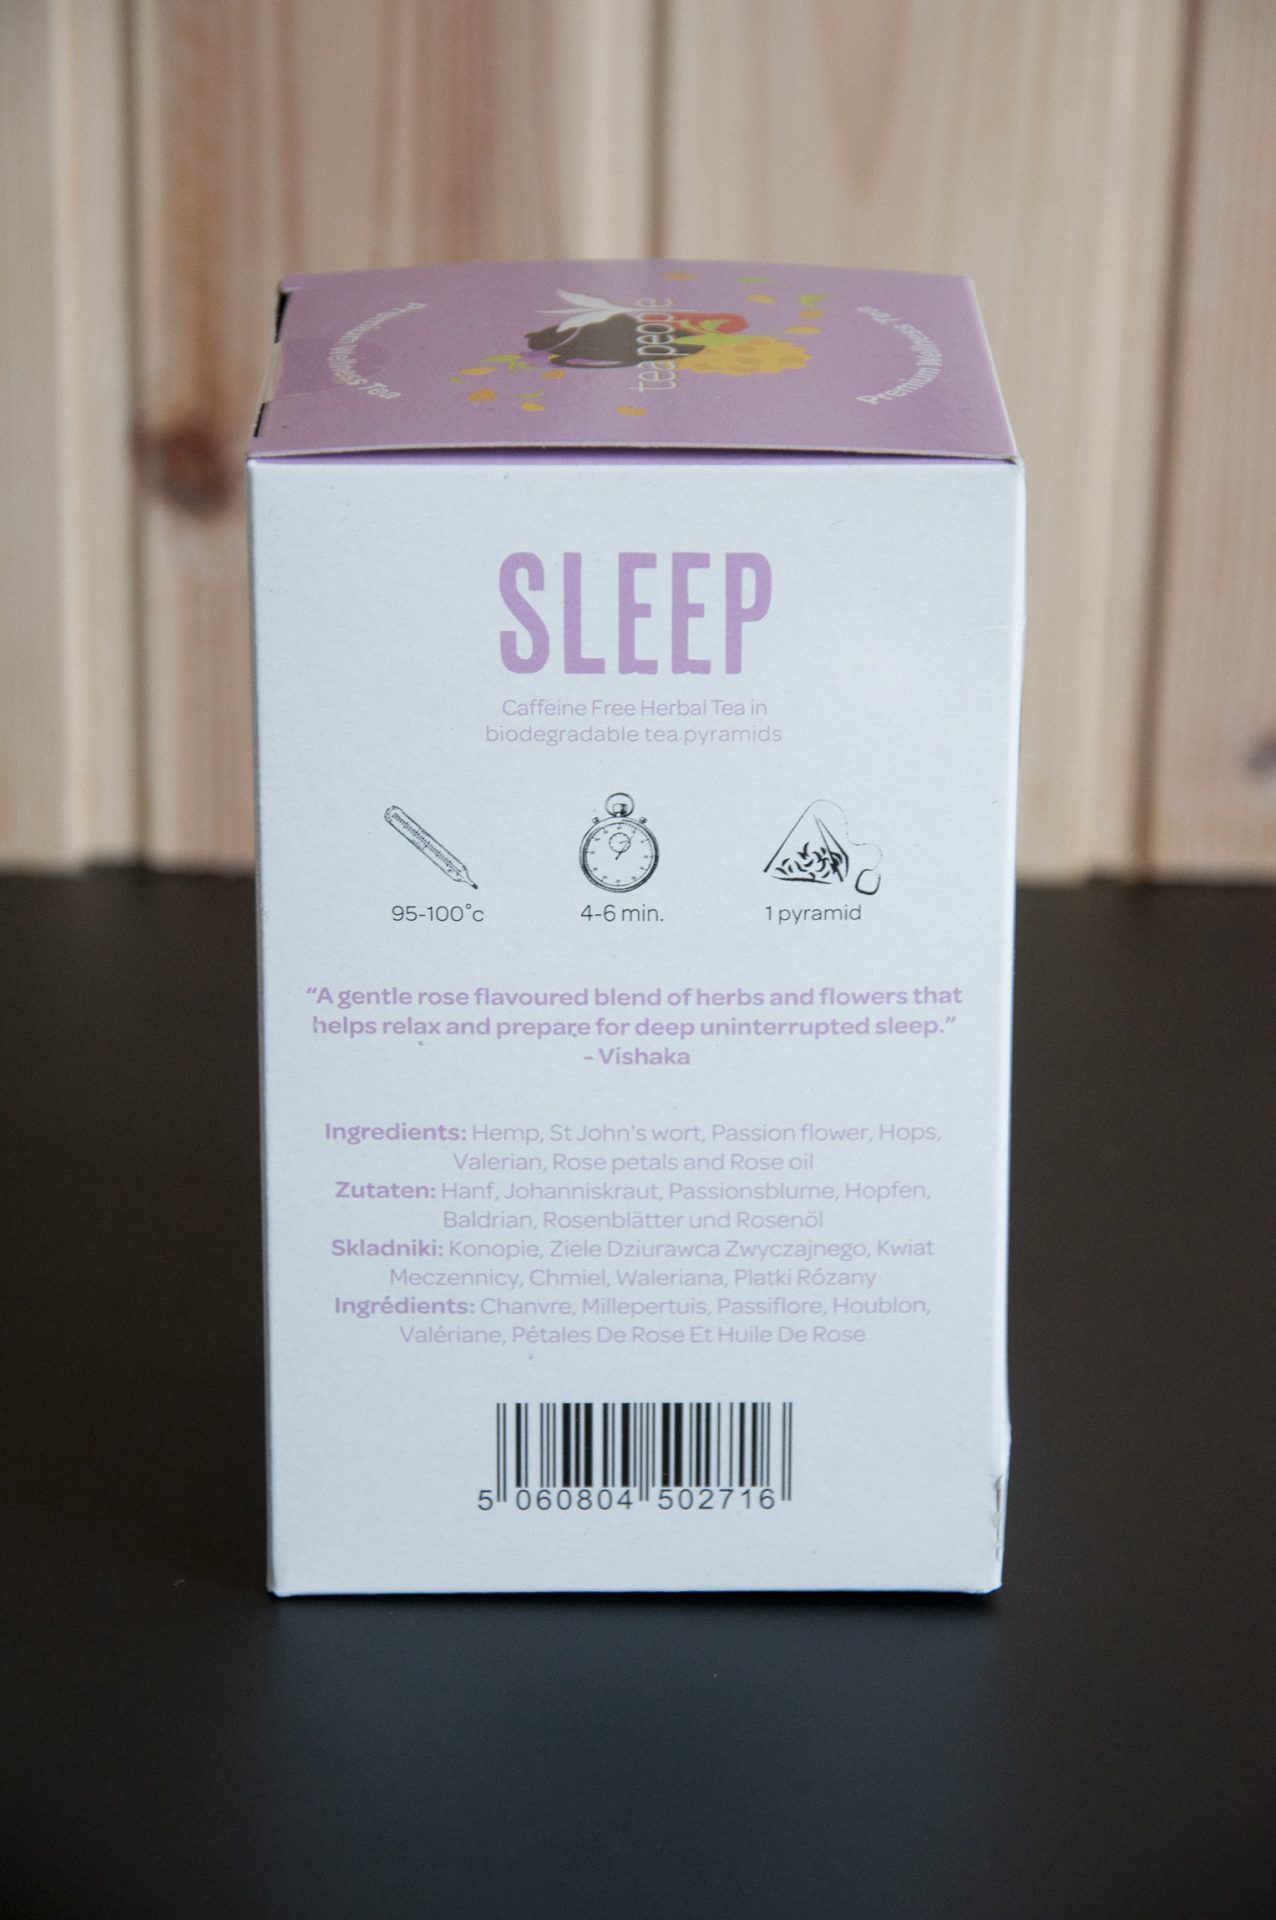 Premium Wellness Tea
tea people
Premium Wellness Tea
SLEEP
Caffeine Free Herbal Tea in
biodegradable tea pyramids
95-100°c
4-6 min.
1 pyramid
“A gentle rose flavoured blend of herbs and flowers that
helps relax and prepare for deep uninterrupted sleep.”
- Vishaka
Ingredients: Hemp, St John's wort, Passion flower, Hops,
Valerian, Rose petals and Rose oil
Zutaten: Hanf, Johanniskraut, Passionsblume, Hopfen,
Baldrian, Rosenblätter und Rosenöl
Skladniki: Konopie, Ziele Dziurawca Zwyczajnego, Kwiat
Meczennicy, Chmiel, Waleriana, Platki Rózany
Ingrédients: Chanvre, Millepertuis, Passiflore, Houblon,
Valériane, Pétales De Rose Et Huile De Rose
5 060804 502716